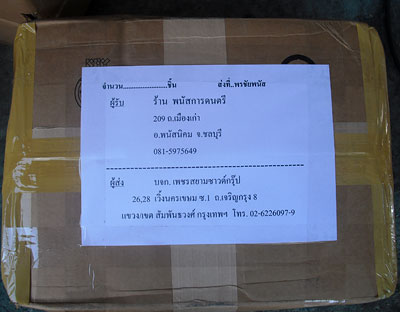 จำนวน......................ชิ้น ส่งที่..พรชัยพนัส
ผู้รับ ร้าน พนัสการดนตรี
209 ถ.เมืองเก่า
อ.พนัสนิคม จ.ชลบุรี
081-5975649
ผู้ส่ง บจก. เพชรสยามซาวด์กรุ๊ป
26,28 เวิ้งนครเขษม ซ.1 ถ.เจริญกรุง 8
แขวง/เขต สัมพันธวงศ์ กรุงเทพฯ โทร. 02-6226097-9